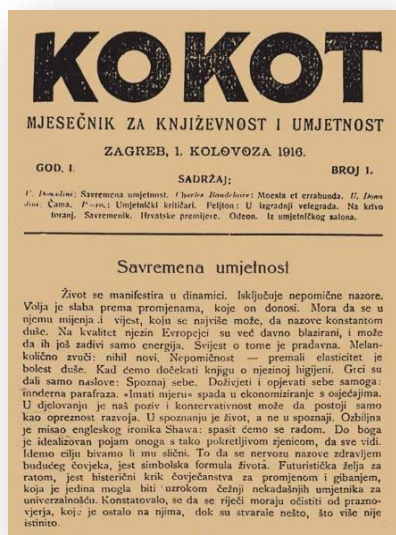 KOKOT
MJESEČNIK ZA KNJIŽEVNOST I UMJETNOST
ZAGREB, 1. KOLOVOZA 1916.
GOD. I. BROJ 1.
SADRŽAJ:
U. Donadini: Savremena umjetnost. Charles Baudelaire: Moesta et errabunda. U. Dona
dini: Čama. Umjetnički kritičari. Feljton: U izgradnji velegrada. Na krivo
toranj. Savremenik. Hrvatske premijere. Odeon. Iz umjetničkog salona.
Savremena umjetnost
Život se manifestira u dinamici. Isključuje nepomične nazore.
Volja je slaba prema promjenama, koje on donosi. Mora da se u
njemu mijenja i vijest, koju se najviše može, da nazove konstantom
duše. Na kvalitet njezin Evropejci su već davno blazirani, i može
da ih još zadivi samo energija. Svijest o tome je pradavna. Melan-
količno zvuči: nihil novi, Nepomičnost — premali elasticitet je
bolest duše. Kad ćemo dočekati knjigu o njezinoj higijeni. Grci su
dali samo naslove: Spoznaj sebe. Doživjeti i opjevati sebe samoga:
moderna parafraza. „Imati mjeru" spada u ekonomiziranje s osjećajima.
U djelovanju je naš poziv i konzervativnost može da postoji samo
kao opreznost razvoja. U spoznanju je život, a ne u spoznaji. Ozbiljna
je misao engleskog ironika Shawa: spasit ćemo se radom. Do boga
je idealizovan pojam onoga s tako pokretljivom zjenicom, da sve vidi.
Idemo cilju bivamo li mu slični. To da se nervozu nazove zdravljem
budućeg čovjeka, jest simbolska formula života. Futuristička želja za
ratom, jest histerični krik čovječanstva za promjenom i gibanjem,
koja je jedina mogla biti uzrokom čežnji nekadašnjih umjetnika za
univerzalnošću. Konstatovalo, se da se riječi moraju očistiti od prazno-
vjerja, koje je ostalo na njima, dok su stvarale nešto, što više nije
istinito.